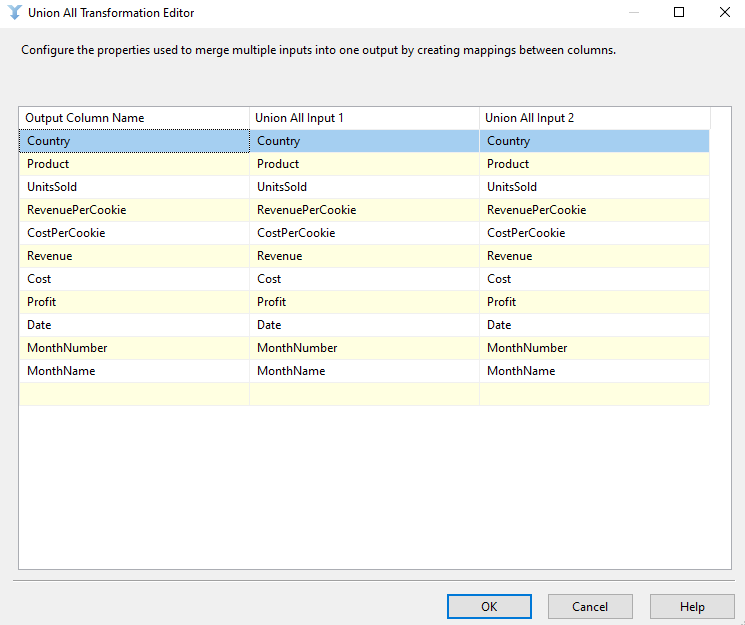 Union All Transformation Editor
Configure the properties used to merge multiple inputs into one output by creating mappings between columns.
Output Column Name Union All Input 1 Union All Input 2
Country Country Country
Product Product Product
UnitsSold UnitsSold UnitsSold
RevenuePerCookie RevenuePerCookie RevenuePerCookie
CostPerCookie CostPerCookie CostPerCookie
Revenue Revenue Revenue
Cost Cost Cost
Profit Profit Profit
Date Date Date
MonthNumber MonthNumber MonthNumber
MonthName MonthName MonthName
OK Cancel Help